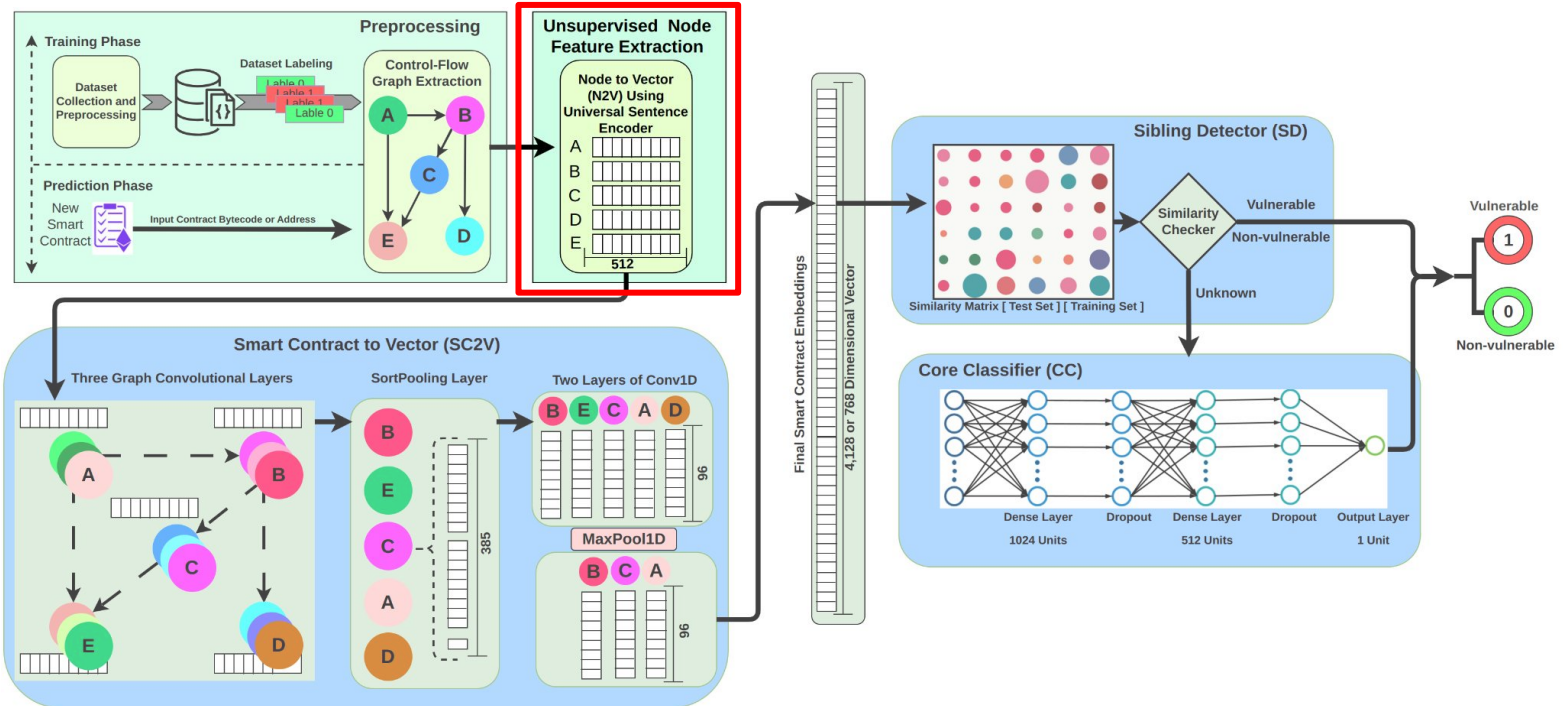 Preprocessing
Training Phase
Dataset
Collection and
Preprocessing
Dataset Labeling
Lable 0
Lable 1
Lable 1
Lable 0
{}
Control-Flow
Graph Extraction
A
B
C
E
D
Prediction Phase
New
Smart
Contract
Input Contract Bytecode or Address
Unsupervised Node
Feature Extraction
Node to Vector
(N2V) Using
Universal Sentence
Encoder
A
B
C
D
E
512
Smart Contract to Vector (SC2V)
Three Graph Convolutional Layers
A
B
C
E
D
SortPooling Layer
B
E
C
A
D
385
Two Layers of Conv1D
B E C A D
96
MaxPool1D
B C A
96
Final Smart Contract Embeddings
4,128 or 768 Dimensional Vector
Sibling Detector (SD)
Similarity Matrix [ Test Set ] [ Training Set ]
Similarity
Checker
Vulnerable
Non-vulnerable
Unknown
Core Classifier (CC)
Dense Layer Dropout Dense Layer Dropout Output Layer
1024 Units 512 Units 1 Unit
Vulnerable
1
0
Non-vulnerable